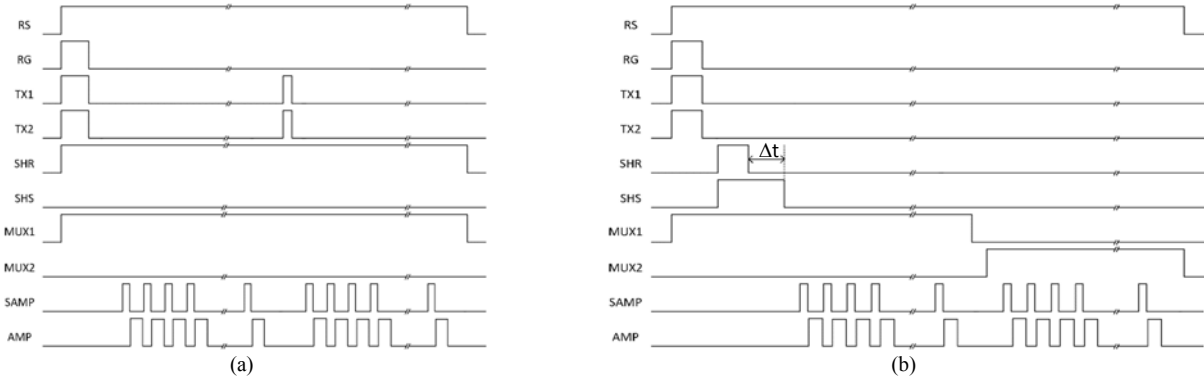 RS
RG
TX1
TX2
SHR
SHS
MUX1
MUX2
SAMP
AMP
(a)
RS
RG
TX1
TX2
SHR
Δt
SHS
MUX1
MUX2
SAMP
AMP
(b)